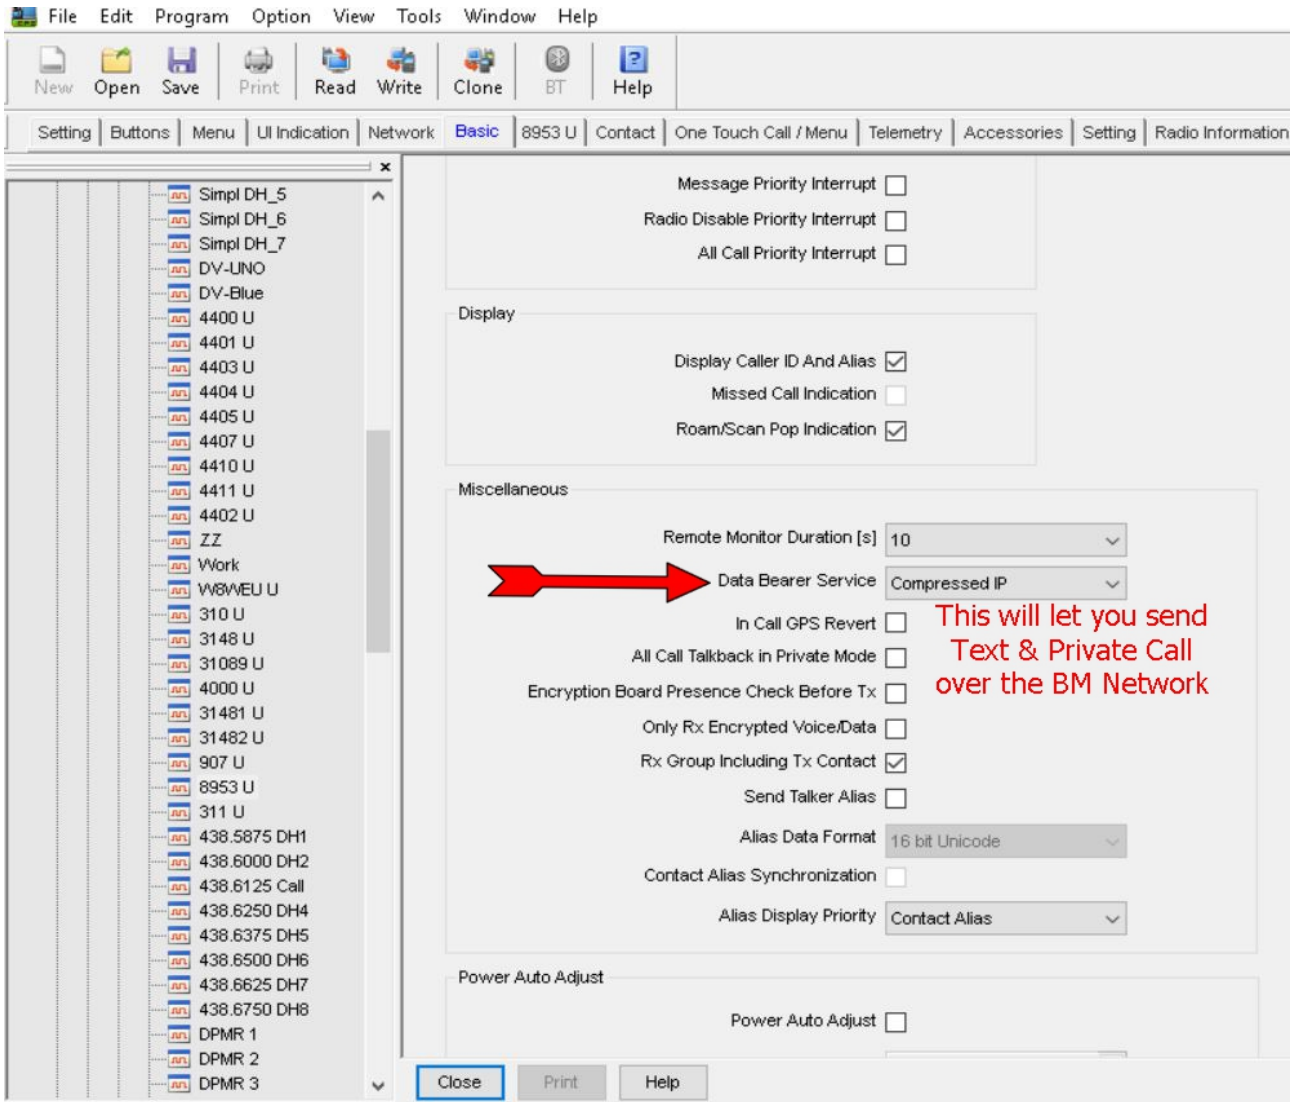 File Edit Program Option View Tools Window Help
New Open Save Print Read Write Clone BT Help
Setting Buttons Menu UI Indication Network Basic 8953 U Contact One Touch Call / Menu Telemetry Accessories Setting Radio Information
Simpl DH_5
Simpl DH_6
Simpl DH_7
DV-UNO
DV-Blue
4400 U
4401 U
4403 U
4404 U
4405 U
4407 U
4410 U
4411 U
4402 U
ZZ
Work
W8WEU U
310 U
3148 U
31089 U
4000 U
31481 U
31482 U
907 U
8953 U
311 U
438.5875 DH1
438.6000 DH2
438.6125 Call
438.6250 DH4
438.6375 DH5
438.6500 DH6
438.6625 DH7
438.6750 DH8
DPMR 1
DPMR 2
DPMR 3
Message Priority Interrupt
Radio Disable Priority Interrupt
All Call Priority Interrupt
Display
Display Caller ID And Alias
Missed Call Indication
Roam/Scan Pop Indication
Miscellaneous
Remote Monitor Duration [s] 10
Data Bearer Service Compressed IP
In Call GPS Revert
All Call Talkback in Private Mode
Encryption Board Presence Check Before Tx
Only Rx Encrypted Voice/Data
Rx Group Including Tx Contact
Send Talker Alias
Alias Data Format 16 bit Unicode
Contact Alias Synchronization
Alias Display Priority Contact Alias
This will let you send
Text & Private Call
over the BM Network
Power Auto Adjust
Power Auto Adjust
Close Print Help